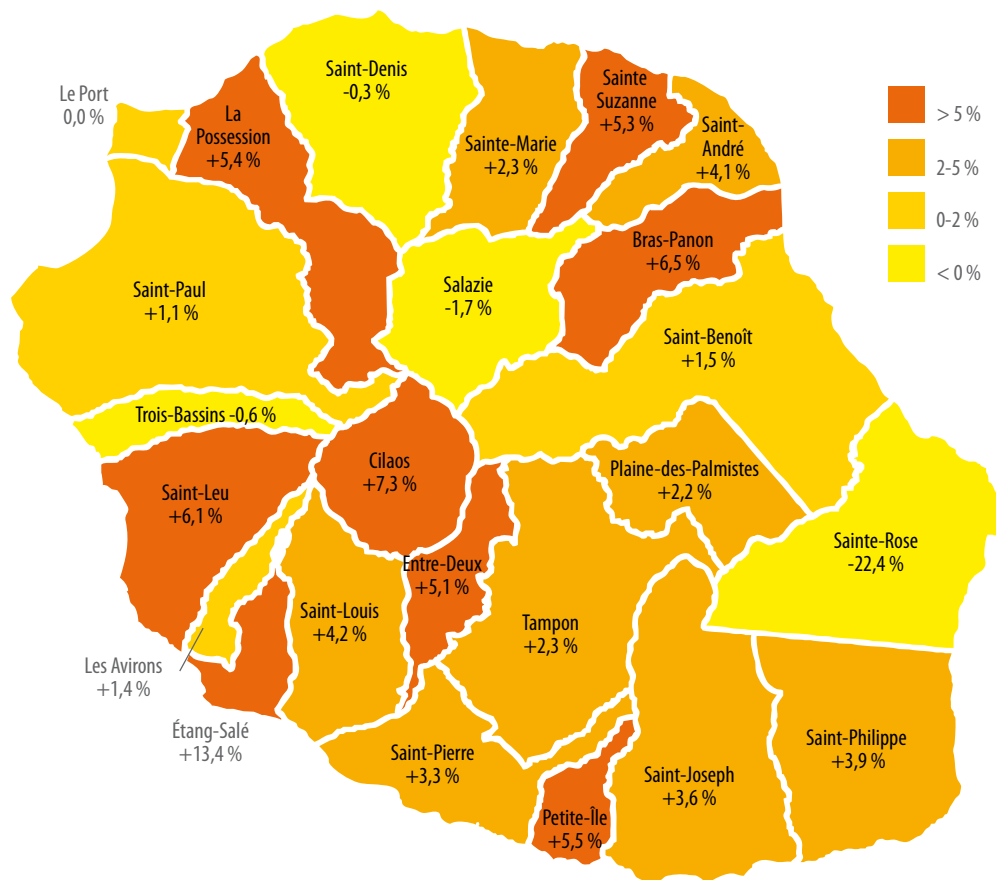 Saint-Denis
-0,3 %
Le Port
0,0 %
La
Possession
+5,4 %
Sainte-Marie
+2,3 %
Sainte
Suzanne
+5,3 %
Saint-
André
+4,1 %
> 5 %
2-5 %
0-2 %
< 0 %
Bras-Panon
+6,5 %
Saint-Paul
+1,1 %
Salazie
-1,7 %
Saint-Benoît
+1,5 %
Trois-Bassins -0,6 %
Cilaos
+7,3 %
Plaine-des-Palmistes
+2,2 %
Saint-Leu
+6,1 %
Sainte-Rose
-22,4 %
Entre-Deux
+5,1 %
Saint-Louis
+4,2 %
Tampon
+2,3 %
Les Avirons
+1,4 %
Étang-Salé
+13,4 %
Saint-Pierre
+3,3 %
Saint-Joseph
+3,6 %
Saint-Philippe
+3,9 %
Petite-Île
+5,5 %